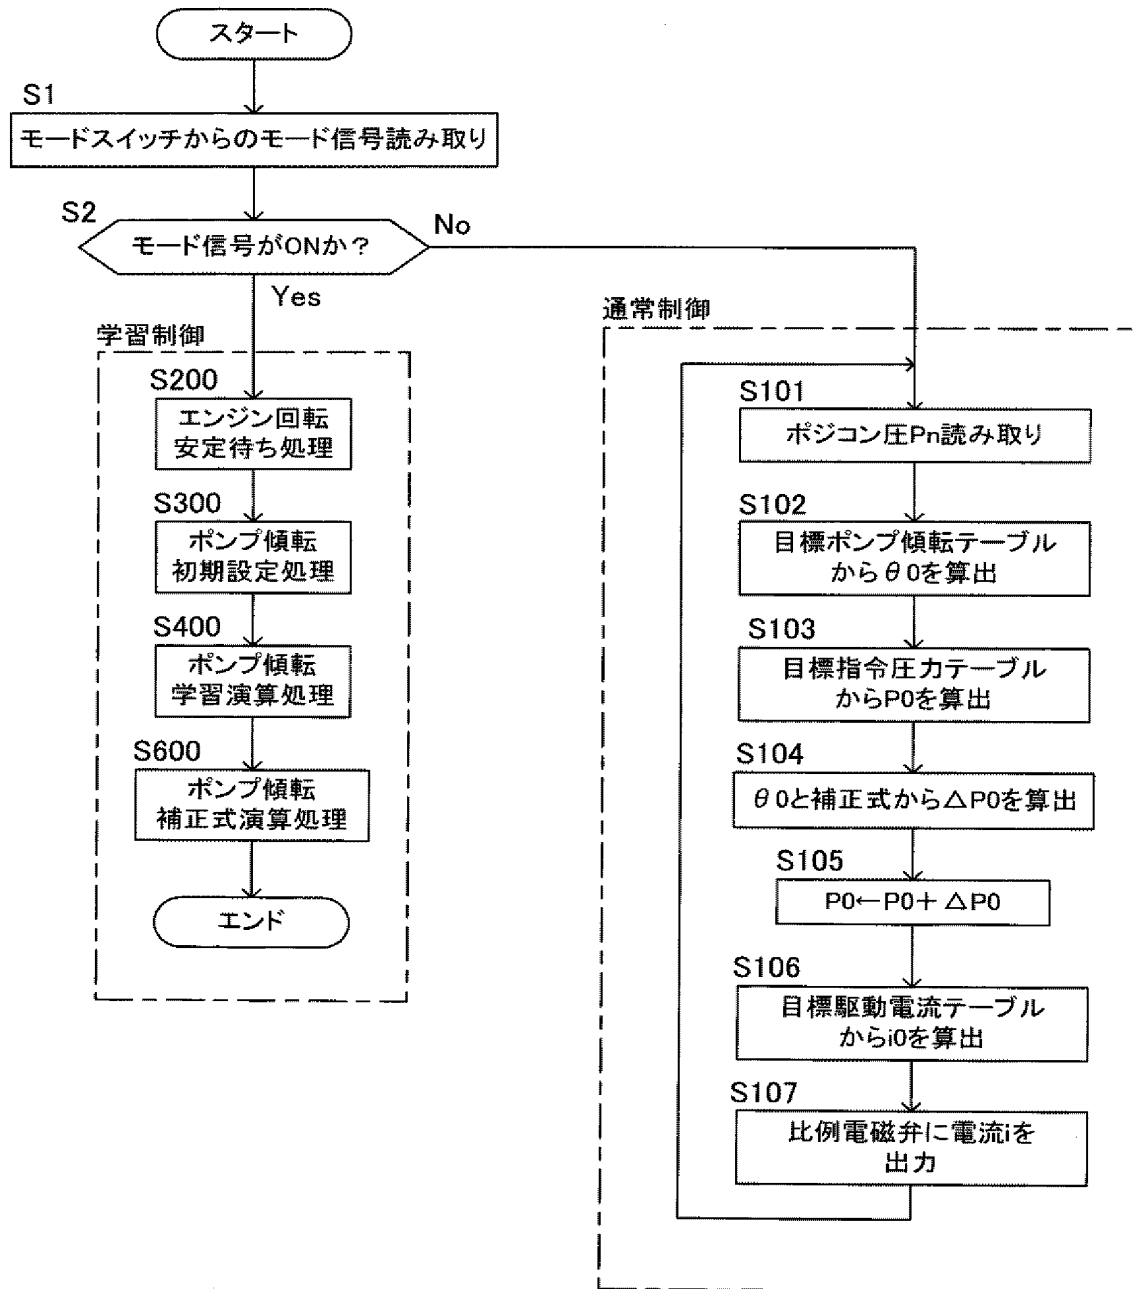 スタート
S1
モードスイッチからのモード信号読み取り
S2
モード信号がONか？
No
Yes
学習制御
S200
エンジン回転
安定待ち処理
S300
ポンプ傾転
初期設定処理
S400
ポンプ傾転
学習演算処理
S600
ポンプ傾転
補正式演算処理
エンド
通常制御
S101
ポジコン圧Pn読み取り
S102
目標ポンプ傾転テーブル
からθ0を算出
S103
目標指令圧力テーブル
からP0を算出
S104
θ0と補正式から△P0を算出
S105
P0←P0＋△P0
S106
目標駆動電流テーブル
からi0を算出
S107
比例電磁弁に電流iを
出力